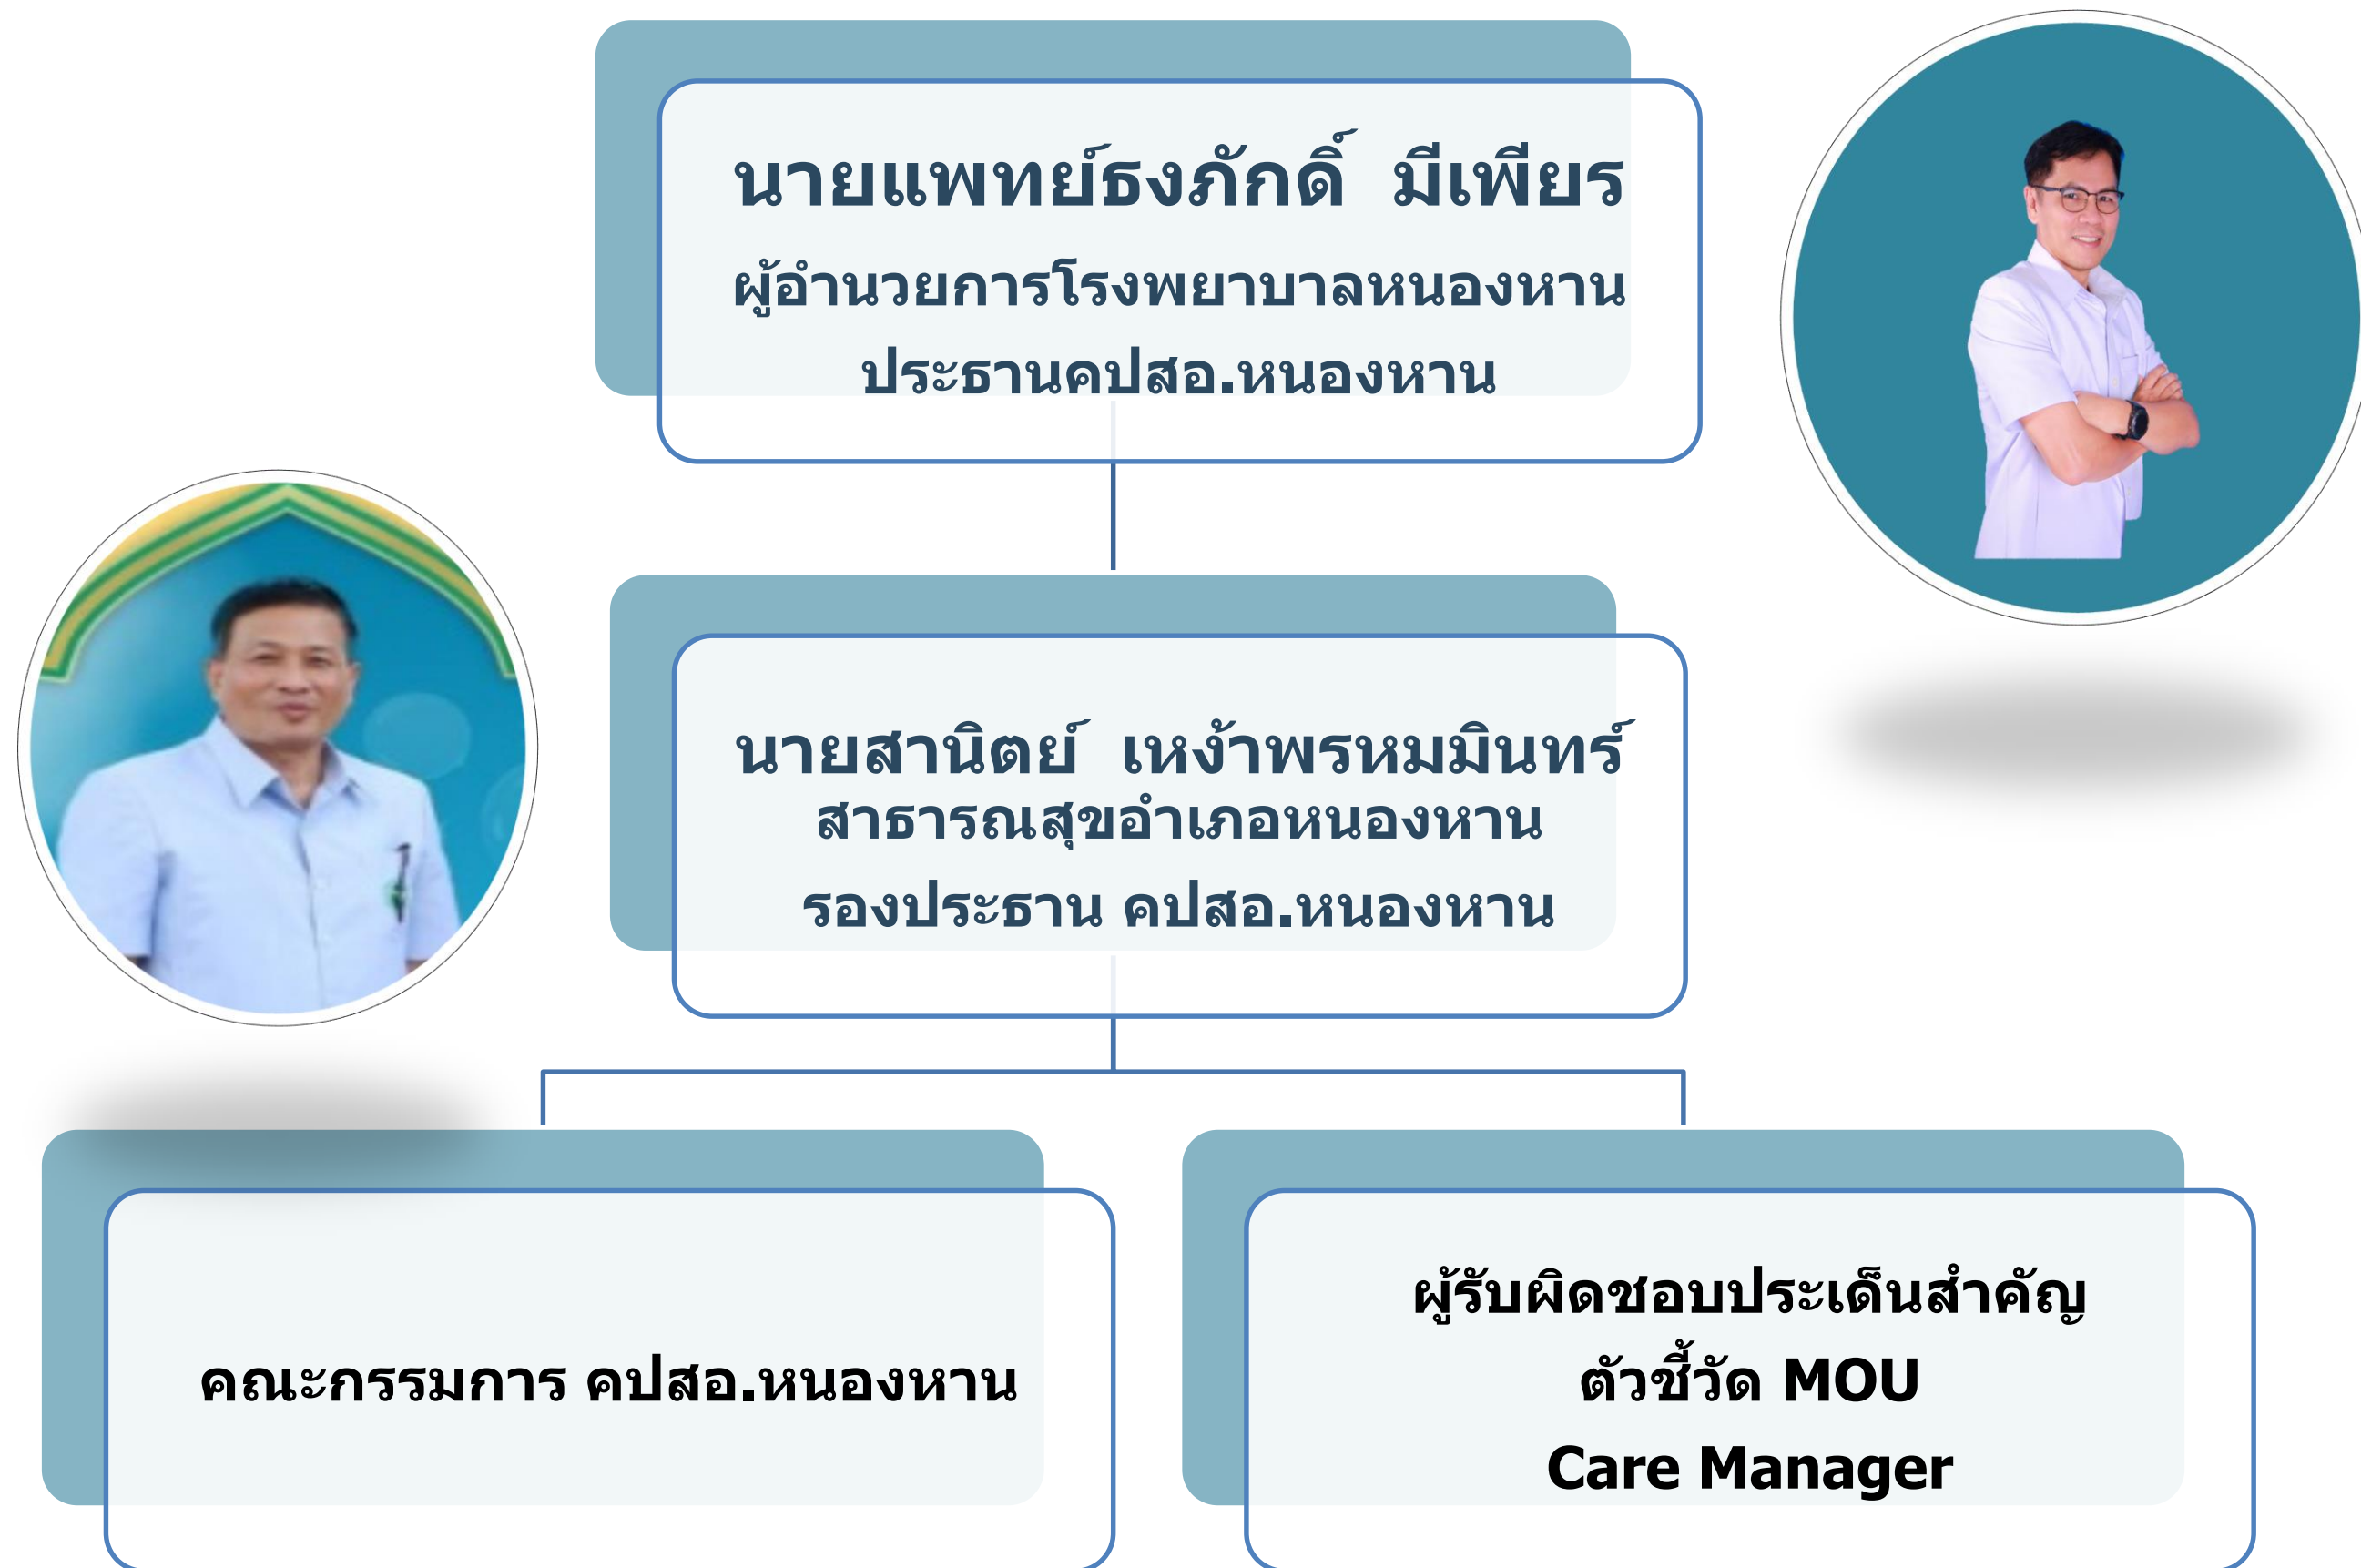 นายแพทย์ธงภักดิ์ มีเพียร
ผู้อำนวยการโรงพยาบาลหนองหาน
ประธานคปสอ.หนองหาน
นายสานิตย์ เหง้าพรหมมินทร์
สาธารณสุขอำเภอหนองหาน
รองประธาน คปสอ.หนองหาน
คณะกรรมการ คปสอ.หนองหาน
ผู้รับผิดชอบประเด็นสำคัญ
ตัวชี้วัด MOU
Care Manager